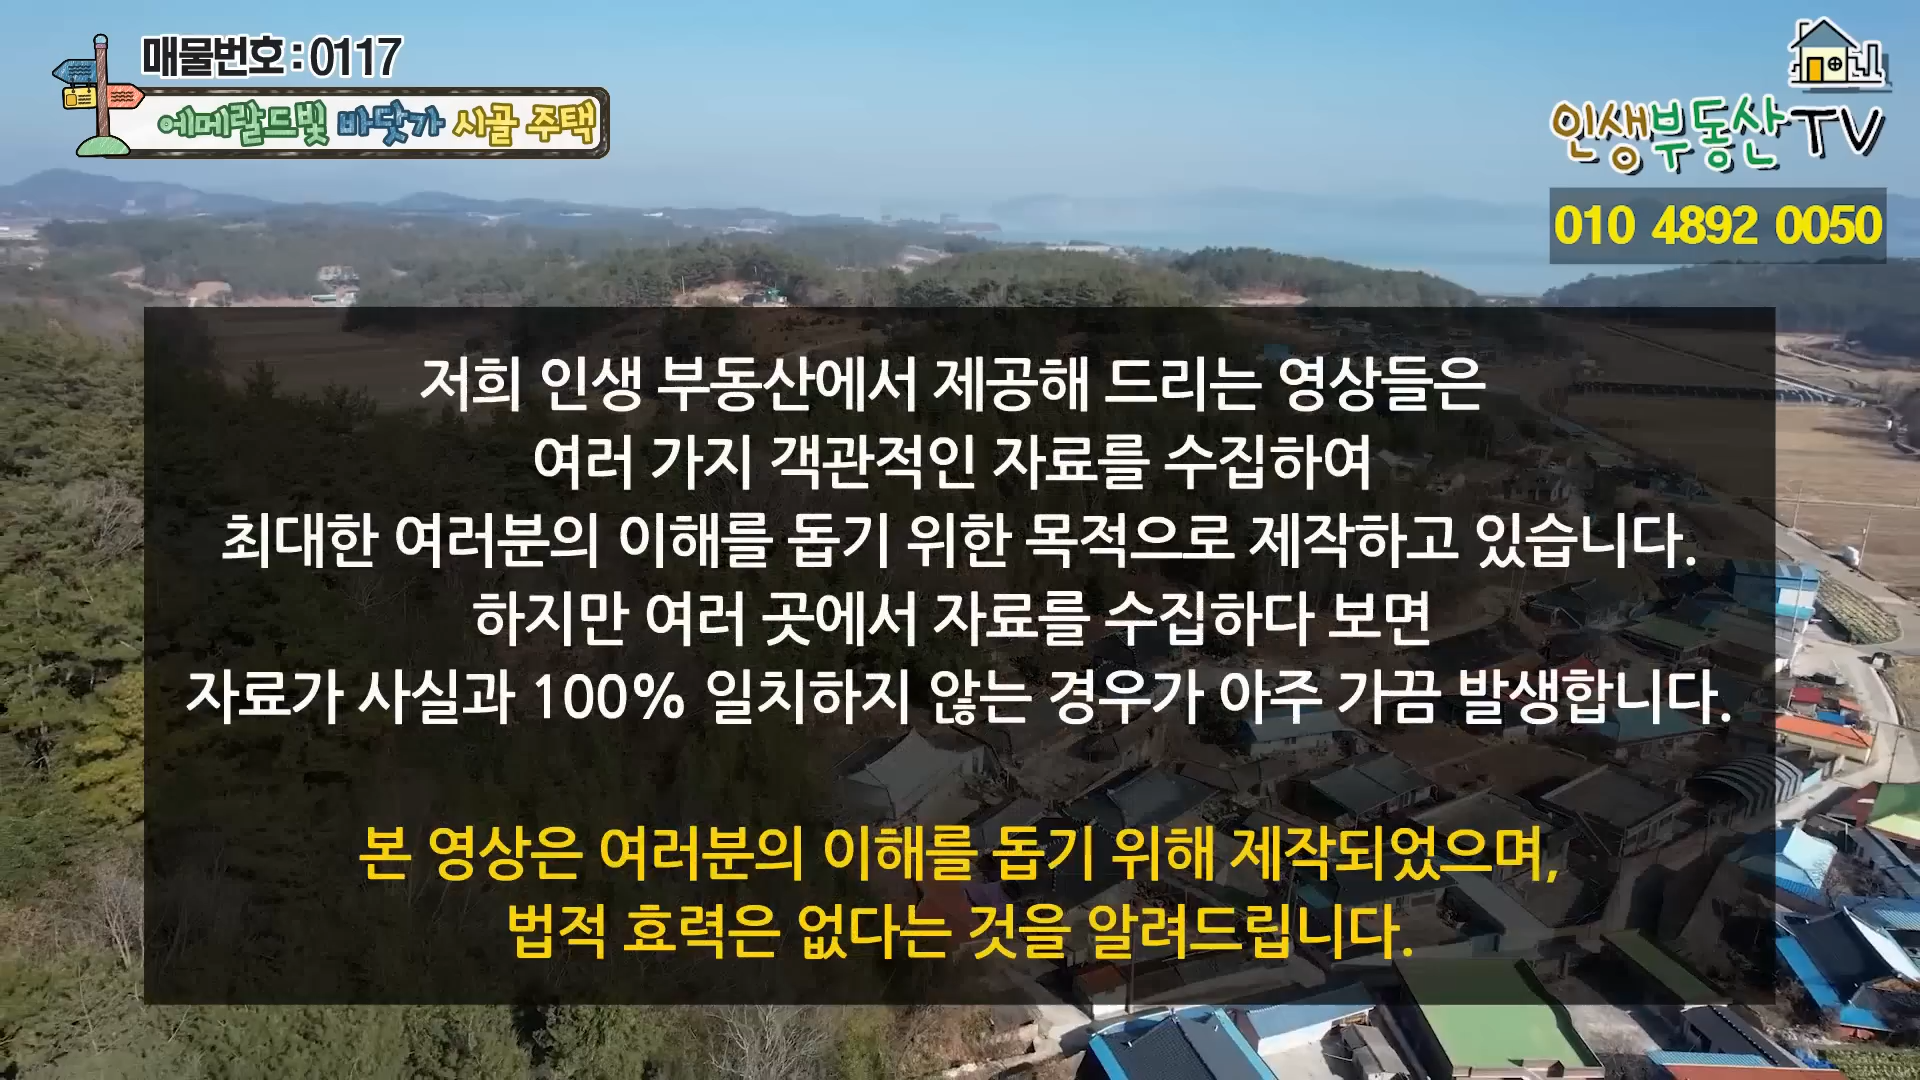 매물번호 : 0117
에메랄드빛 바닷가 시골 주택
인생부동산TV
010 4892 0050
저희 인생 부동산에서 제공해 드리는 영상들은
여러 가지 객관적인 자료를 수집하여
최대한 여러분의 이해를 돕기 위한 목적으로 제작하고 있습니다.
하지만 여러 곳에서 자료를 수집하다 보면
자료가 사실과 100% 일치하지 않는 경우가 아주 가끔 발생합니다.
본 영상은 여러분의 이해를 돕기 위해 제작되었으며,
법적 효력은 없다는 것을 알려드립니다.